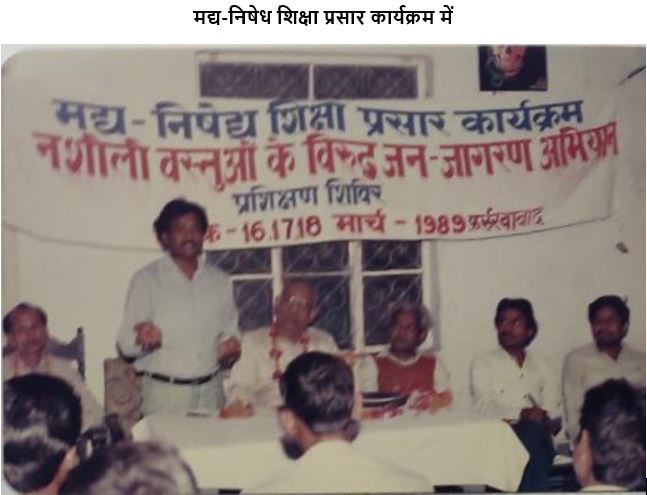 मद्य-निषेध शिक्षा प्रसार कार्यक्रम में
मद्य-निषेद्य शिक्षा प्रसार कार्यक्रम
नशीली वस्तुओं के विरुद्ध जन-जागरण अभियान
प्रशिक्षण शिविर
क-16,17,18 मार्च - 1989 फर्रुखाबाद